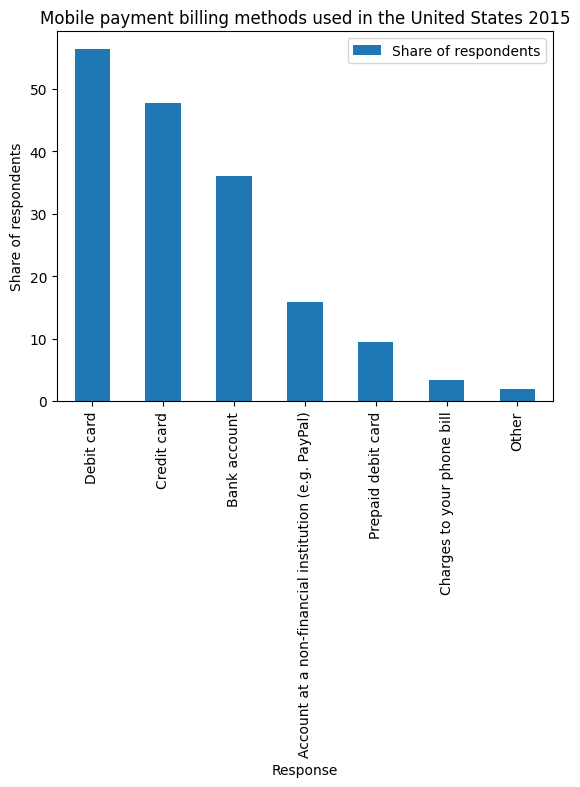 Mobile payment billing methods used in the United States 2015
Share of respondents
Share of respondents
50
40
30
20
10
0
Debit card
Credit card
Bank account
Account at a non-financial institution (e.g. PayPal)
Prepaid debit card
Charges to your phone bill
Other
Response